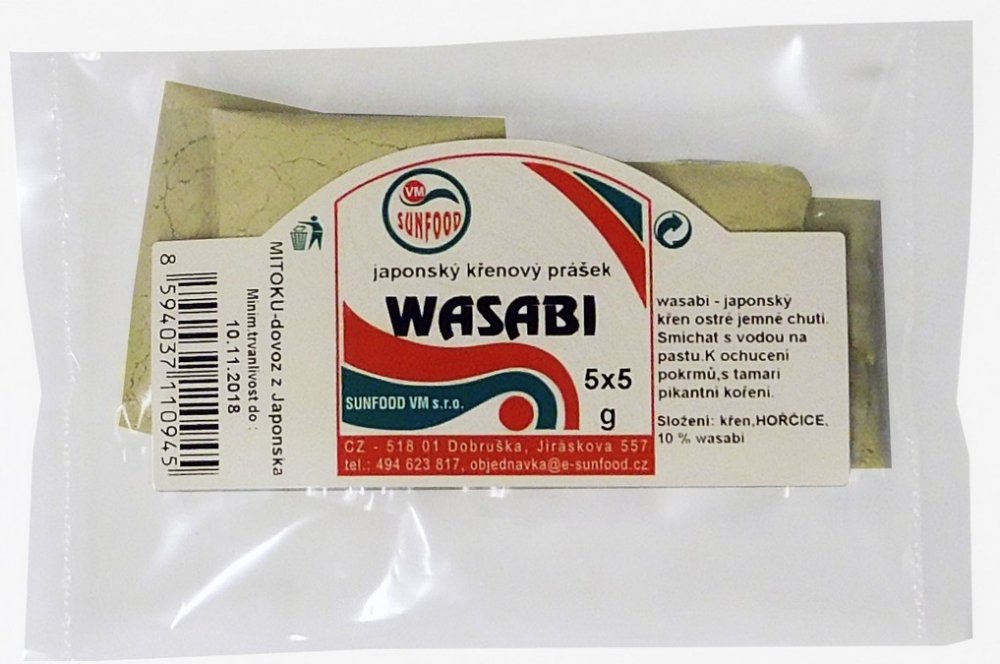 VM
SUNFOOD
japonský křenový prášek
WASABI
5x5
g
SUNFOOD VM s.r.o.
CZ - 518 01 Dobruška, Jiráskova 557
tel.: 494 623 817, objednavka@e-sunfood.cz
MITOKU-dovoz z Japonska
Minim.trvanlivost do :
10.11.2018
8 594037 110945
wasabi - japonský
křen ostré jemné chuti.
Smíchat s vodou na
pastu.K ochucení
pokrmů,s tamari
pikantní koření.
Složení: křen,HOŘČICE,
10 % wasabi